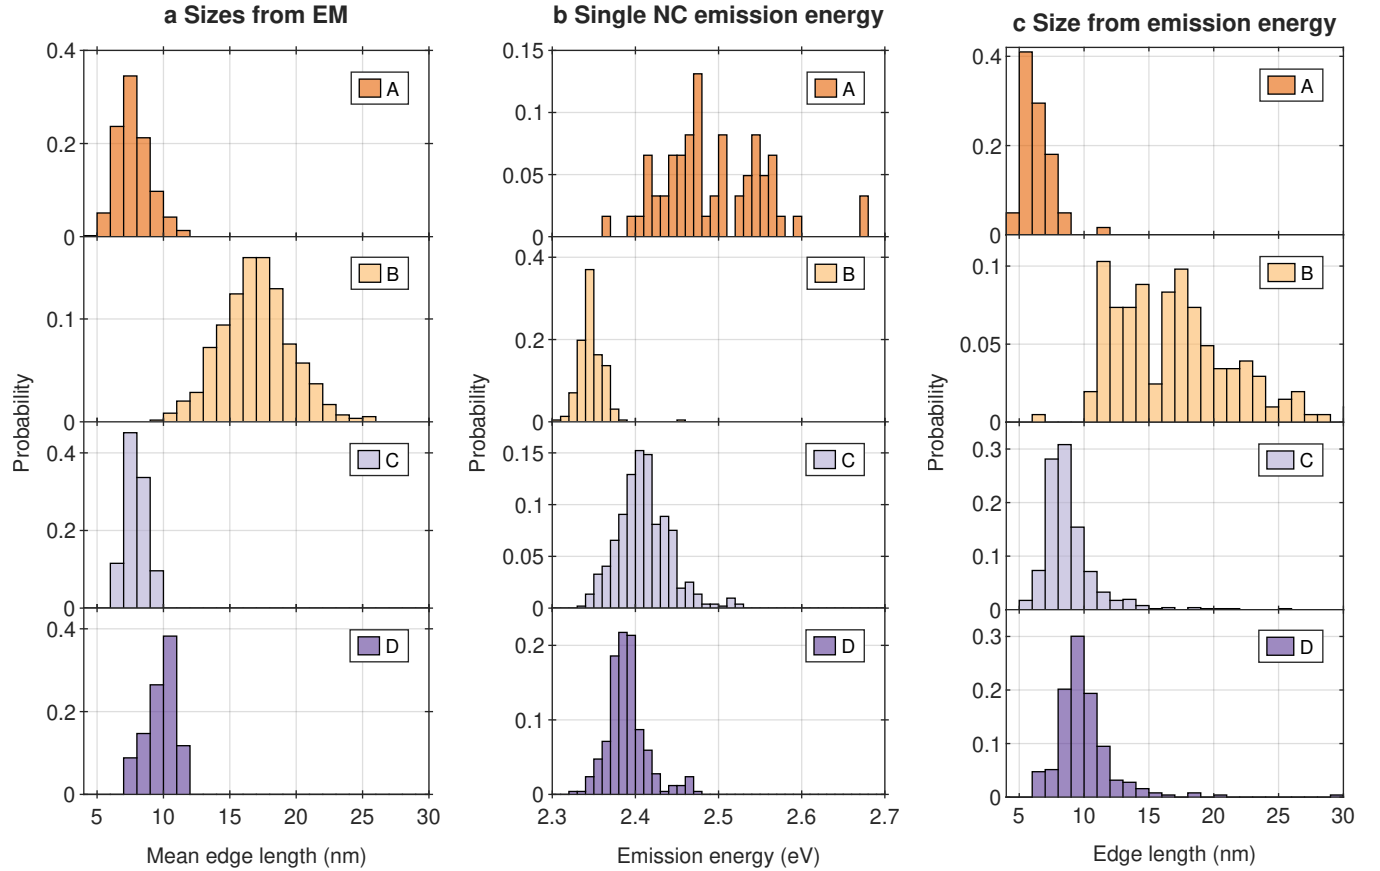 a Sizes from EM
0.4
0.2
0
A
0.1
0
B
0.4
0.2
0
C
0.4
0.2
0
D
5 10 15 20 25 30
Mean edge length (nm)
Probability
b Single NC emission energy
0.15
0.1
0.05
0
A
0.4
0.2
0
B
0.15
0.1
0.05
0
C
0.2
0.1
0
D
2.3 2.4 2.5 2.6 2.7
Emission energy (eV)
Probability
c Size from emission energy
0.4
0.2
0
A
0.1
0.05
0
B
0.3
0.2
0.1
0
C
0.3
0.2
0.1
0
D
5 10 15 20 25 30
Edge length (nm)
Probability